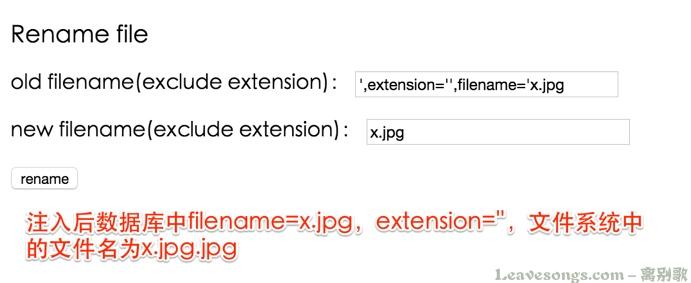 Rename file
old filename(exclude extension): ',extension='',filename='x.jpg
new filename(exclude extension): x.jpg
rename
注入后数据库中filename=x.jpg，extension=''，文件系统中
的文件名为x.jpg.jpg
Leavesongs.com – 离别歌